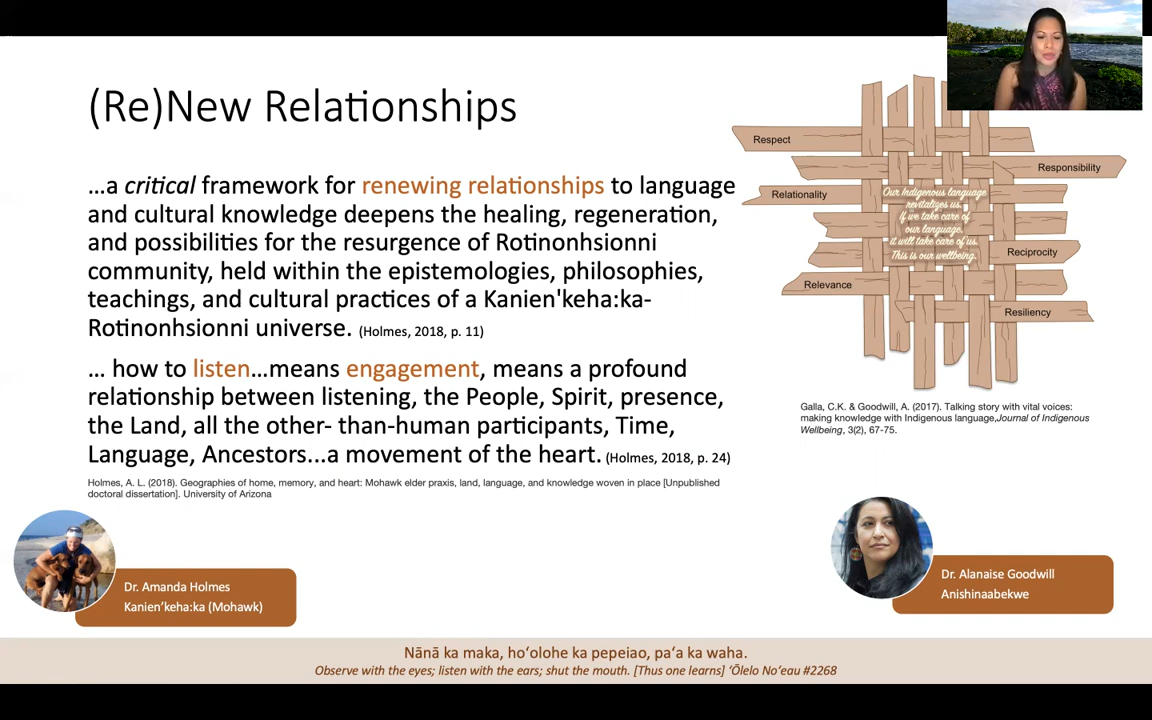 (Re)New Relationships
…a critical framework for renewing relationships to language
and cultural knowledge deepens the healing, regeneration,
and possibilities for the resurgence of Rotinonhsionni
community, held within the epistemologies, philosophies,
teachings, and cultural practices of a Kanien'keha:ka-
Rotinonhsionni universe. (Holmes, 2018, p. 11)
… how to listen…means engagement, means a profound
relationship between listening, the People, Spirit, presence,
the Land, all the other- than-human participants, Time,
Language, Ancestors...a movement of the heart. (Holmes, 2018, p. 24)
Holmes, A. L. (2018). Geographies of home, memory, and heart: Mohawk elder praxis, land, language, and knowledge woven in place [Unpublished
doctoral dissertation]. University of Arizona
Respect
Responsibility
Relationality
Our Indigenous language
revitalizes us.
If we take care of
our language,
it will take care of us.
This is our wellbeing.
Reciprocity
Relevance
Resiliency
Galla, C.K. & Goodwill, A. (2017). Talking story with vital voices:
making knowledge with Indigenous language,Journal of Indigenous
Wellbeing, 3(2), 67-75.
Dr. Amanda Holmes
Kanien’keha:ka (Mohawk)
Dr. Alanaise Goodwill
Anishinaabekwe
Nānā ka maka, hoʻolohe ka pepeiao, paʻa ka waha.
Observe with the eyes; listen with the ears; shut the mouth. [Thus one learns] ʻŌlelo Noʻeau #2268